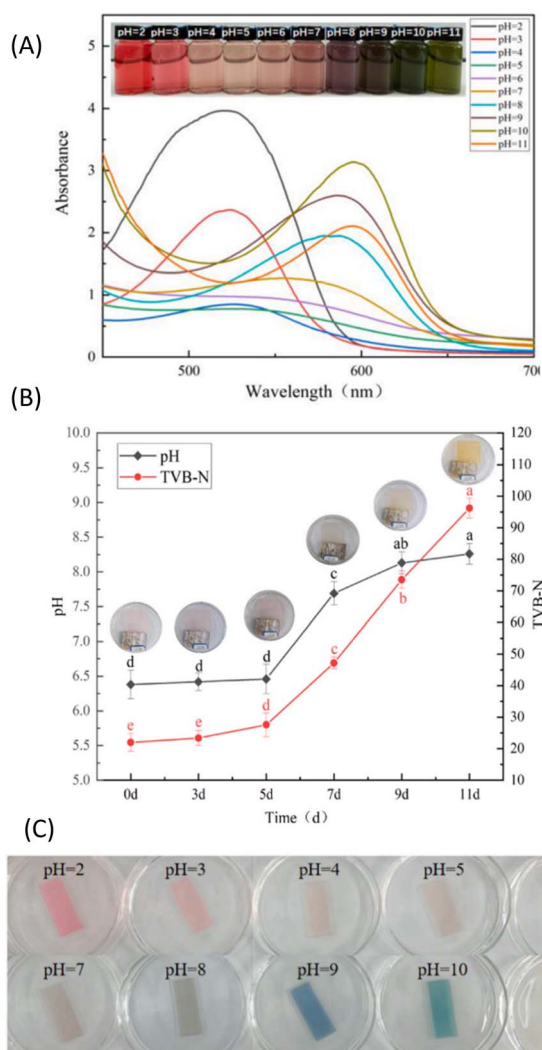 (A)
pH=2 pH=3 pH=4 pH=5 pH=6 pH=7 pH=8 pH=9 pH=10 pH=11
pH=2
pH=3
pH=4
pH=5
pH=6
pH=7
pH=8
pH=9
pH=10
pH=11
5
4
3
2
1
0
Absorbance
500 600 700
Wavelength（nm）
(B)
pH
TVB-N
10.0
9.5
9.0
8.5
8.0
7.5
7.0
6.5
6.0
5.5
5.0
pH
120
110
100
90
80
70
60
50
40
30
20
10
TVB-N
d d d c ab a
e e d c b a
0d 3d 5d 7d 9d 11d
Time（d）
(C)
pH=2 pH=3 pH=4 pH=5
pH=7 pH=8 pH=9 pH=10